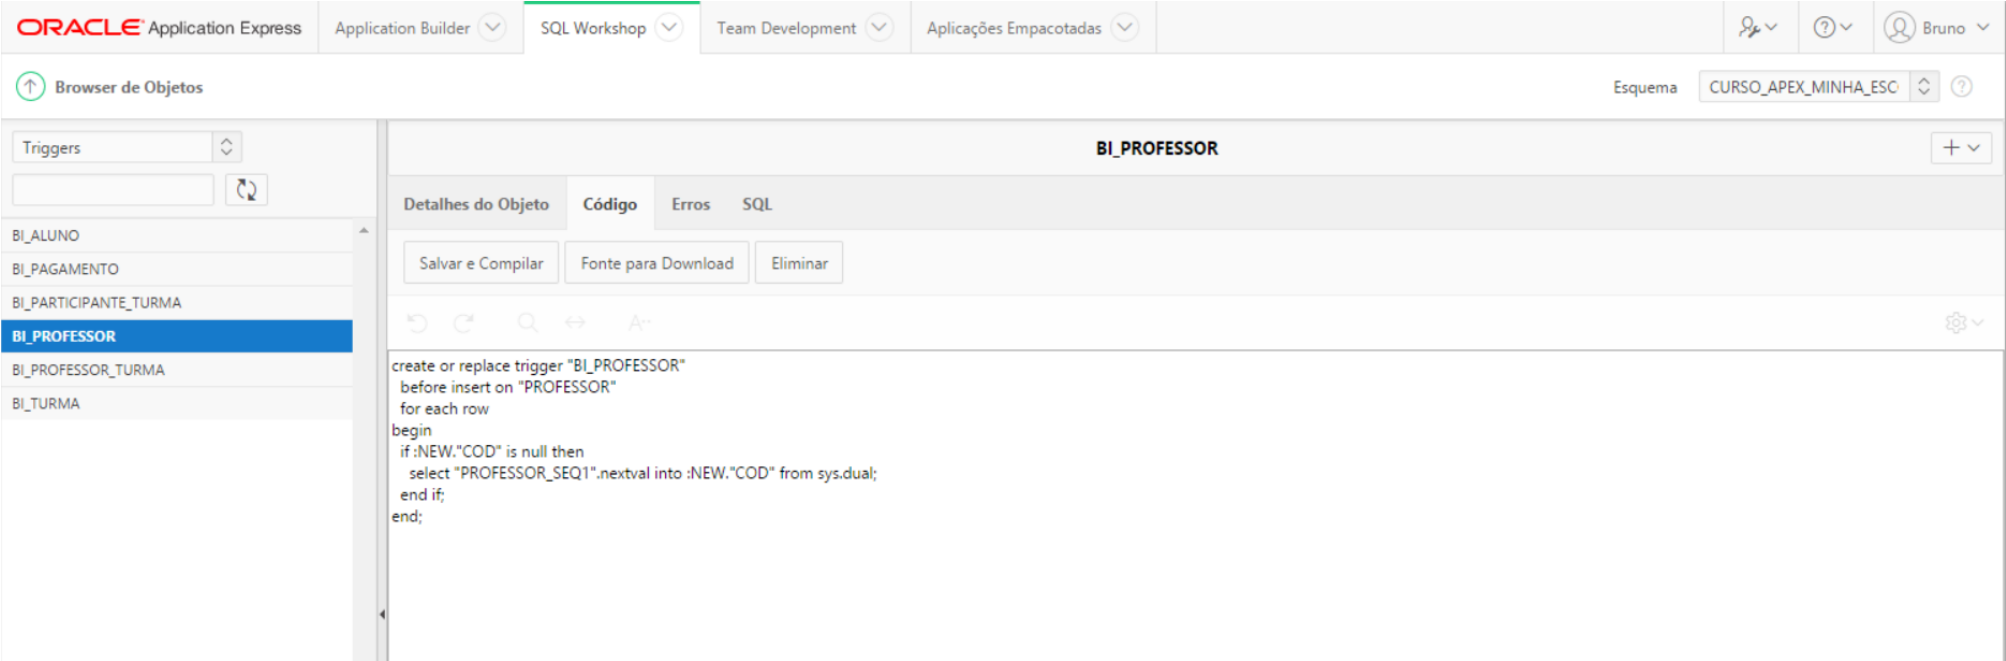 ORACLE Application Express Application Builder SQL Workshop Team Development Aplicações Empacotadas Bruno
Browser de Objetos Esquema CURSO_APEX_MINHA_ESC
Triggers
BI_ALUNO
BI_PAGAMENTO
BI_PARTICIPANTE_TURMA
BI_PROFESSOR
BI_PROFESSOR_TURMA
BI_TURMA
BI_PROFESSOR
Detalhes do Objeto Código Erros SQL
Salvar e Compilar Fonte para Download Eliminar
create or replace trigger "BI_PROFESSOR"
before insert on "PROFESSOR"
for each row
begin
if :NEW."COD" is null then
select "PROFESSOR_SEQ1".nextval into :NEW."COD" from sys.dual;
end if;
end;